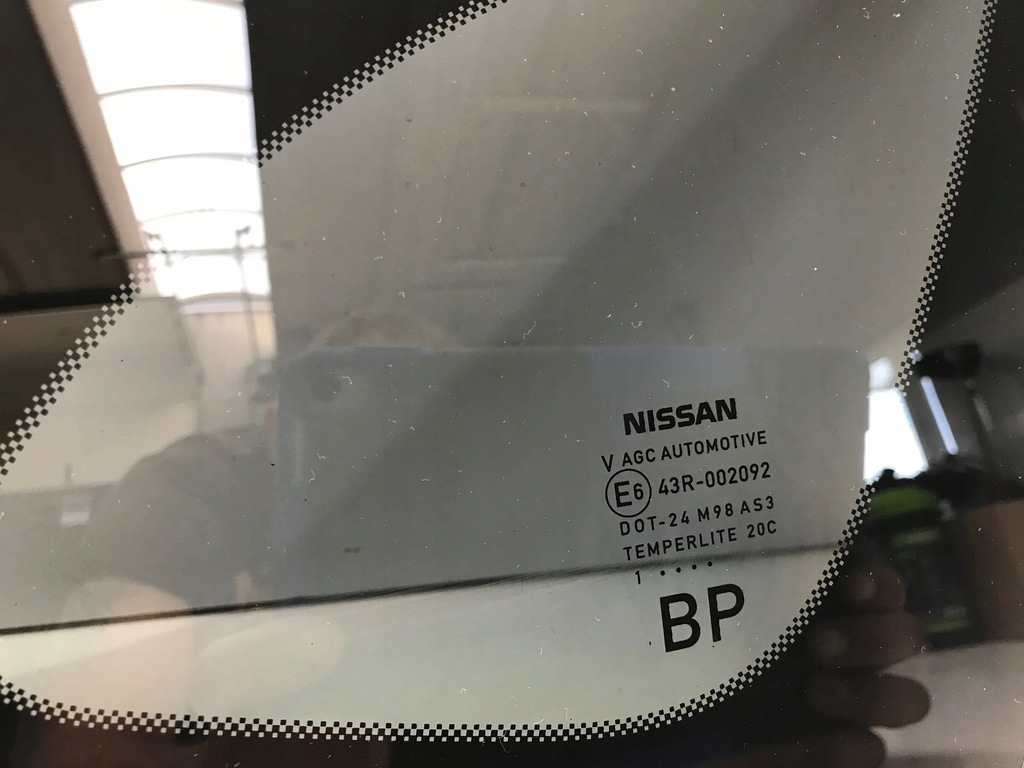 NISSAN
V AGC AUTOMOTIVE
E6 43R-002092
DOT-24 M98 AS3
TEMPERLITE 20C
1 • • • •
BP